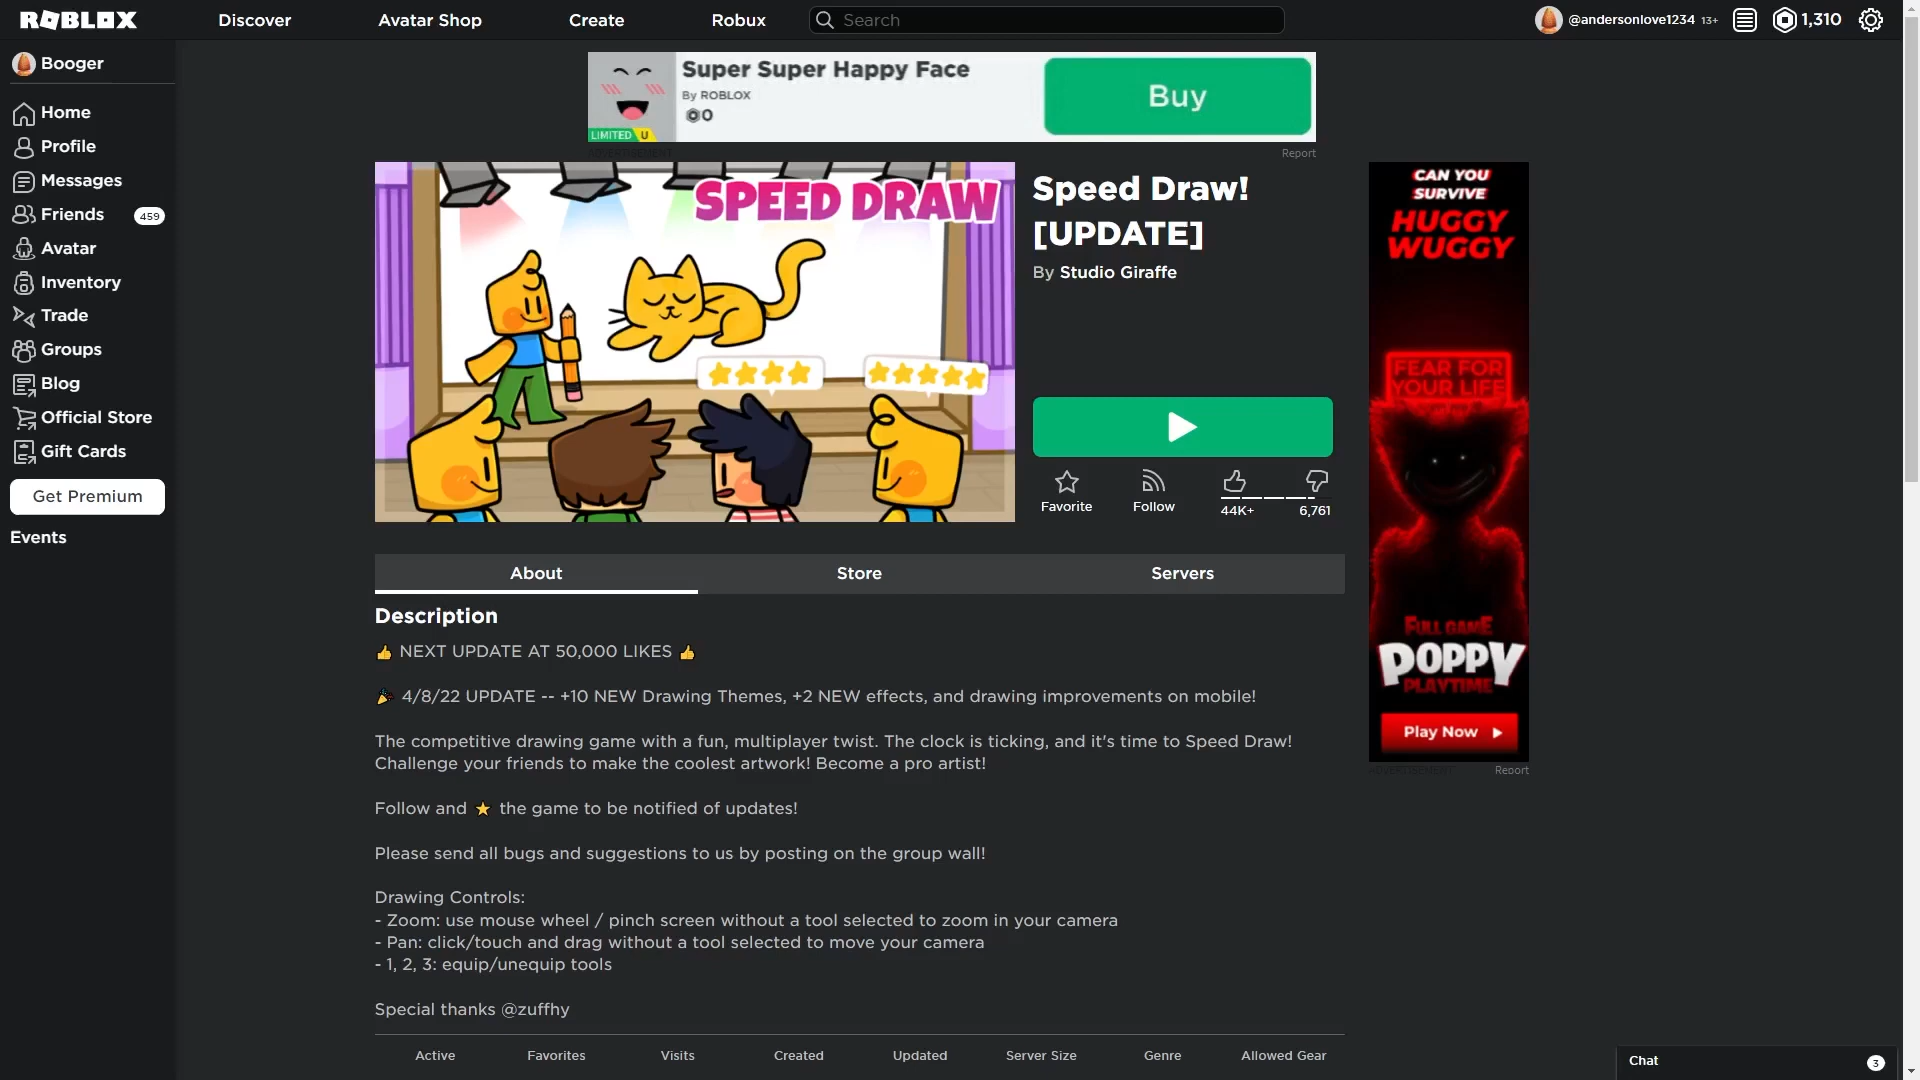 ROBLOX
Discover
Avatar Shop
Create
Robux
Search
@andersonlove1234 13+
1,310
Booger
Home
Profile
Messages
Friends
459
Avatar
Inventory
Trade
Groups
Blog
Official Store
Gift Cards
Get Premium
Events
Super Super Happy Face
By ROBLOX
0
LIMITED U
Buy
ADVERTISEMENT
Report
SPEED DRAW
Speed Draw!
[UPDATE]
By Studio Giraffe
Favorite
Follow
44K+
6,761
CAN YOU
SURVIVE
HUGGY
WUGGY
FEAR FOR
YOUR LIFE
FULL GAME
POPPY
PLAYTIME
Play Now
ADVERTISEMENT
Report
About
Store
Servers
Description
👍 NEXT UPDATE AT 50,000 LIKES 👍
🎉 4/8/22 UPDATE -- +10 NEW Drawing Themes, +2 NEW effects, and drawing improvements on mobile!
The competitive drawing game with a fun, multiplayer twist. The clock is ticking, and it's time to Speed Draw!
Challenge your friends to make the coolest artwork! Become a pro artist!
Follow and ⭐ the game to be notified of updates!
Please send all bugs and suggestions to us by posting on the group wall!
Drawing Controls:
- Zoom: use mouse wheel / pinch screen without a tool selected to zoom in your camera
- Pan: click/touch and drag without a tool selected to move your camera
- 1, 2, 3: equip/unequip tools
Special thanks @zuffhy
Active
Favorites
Visits
Created
Updated
Server Size
Genre
Allowed Gear
Chat
3